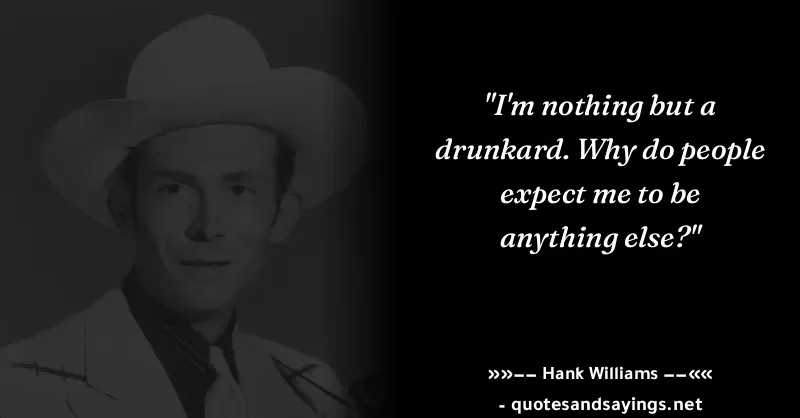 "I'm nothing but a
drunkard. Why do people
expect me to be
anything else?"
»»−− Hank Williams −−««
- quotesandsayings.net